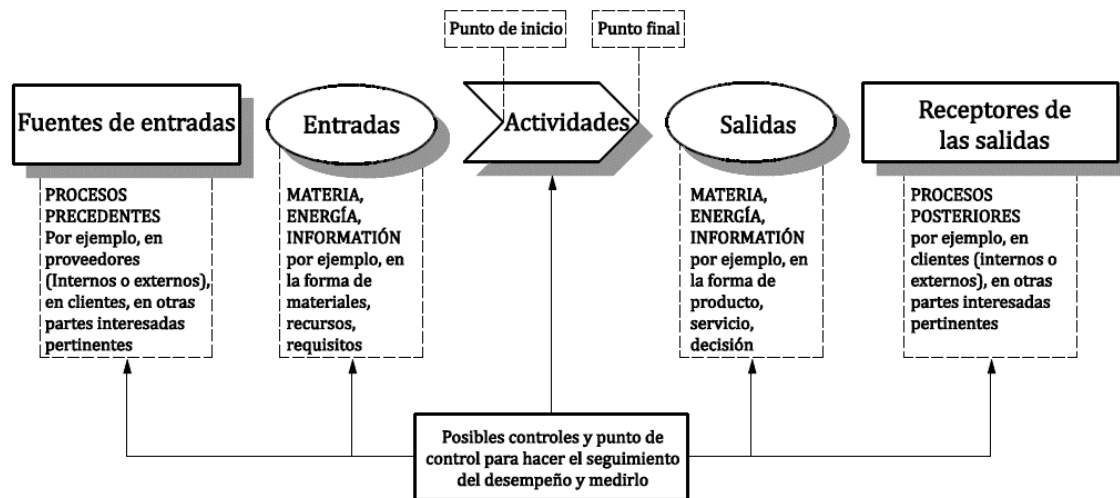 Punto de inicio
Punto final
Fuentes de entradas
Entradas
Actividades
Salidas
Receptores de
las salidas
PROCESOS
PRECEDENTES
Por ejemplo, en
proveedores
(Internos o externos),
en clientes, en otras
partes interesadas
pertinentes
MATERIA,
ENERGÍA,
INFORMATIÓN
por ejemplo, en
la forma de
materiales,
recursos,
requisitos
MATERIA,
ENERGÍA,
INFORMATIÓN
por ejemplo, en
la forma de
producto,
servicio,
decisión
PROCESOS
POSTERIORES
por ejemplo, en
clientes (internos o
externos), en otras
partes interesadas
pertinentes
Posibles controles y punto de
control para hacer el seguimiento
del desempeño y medirlo